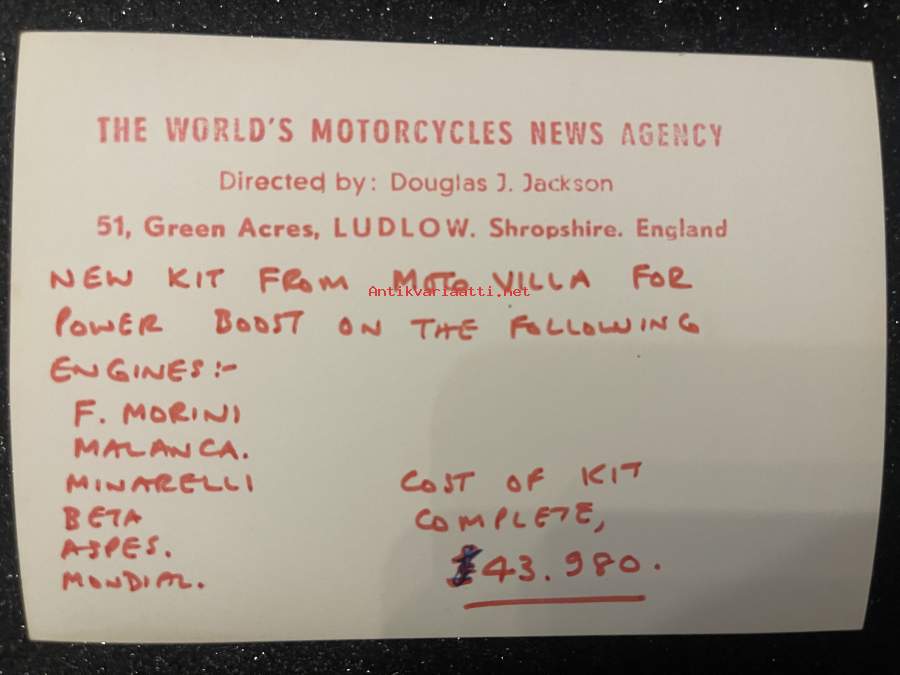 THE WORLD'S MOTORCYCLES NEWS AGENCY
Directed by: Douglas J. Jackson
51, Green Acres, LUDLOW. Shropshire. England
NEW KIT FROM MOTO VILLA FOR
Antikvariaatti.net
POWER BOOST ON THE FOLLOWING
ENGINES:-
F. MORINI
MALANCA.
MINARELLI
BETA
ASPES.
MONDIAL.
COST OF KIT
COMPLETE,
£43.980.